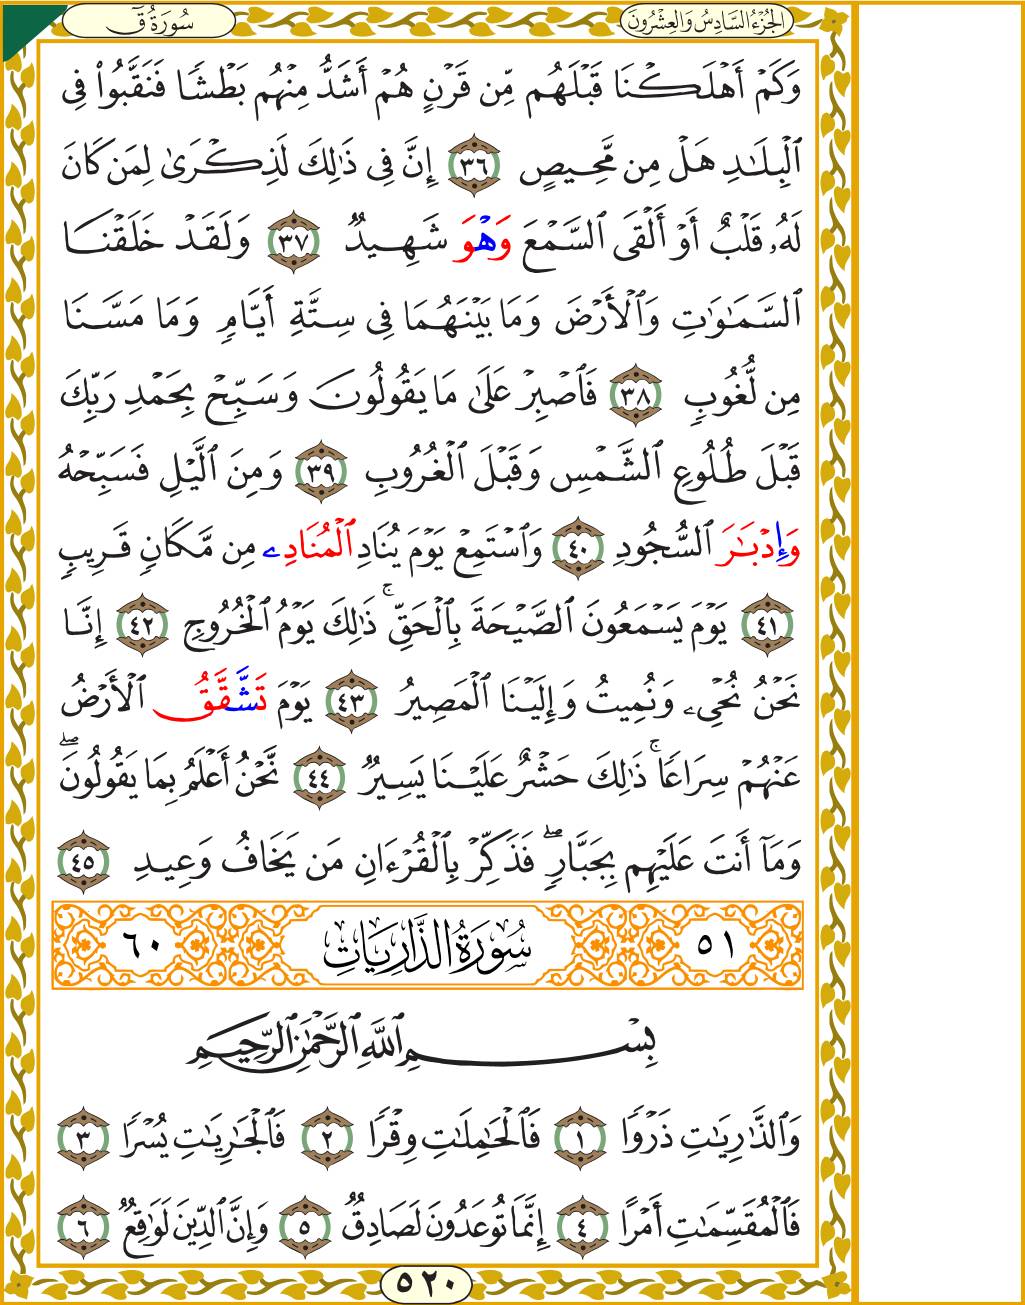 سُورَةُ قٓ
الجُزْءُ السَّادِسُ وَالعِشْرُونَ
وَكَمۡ أَهۡلَكۡنَا قَبۡلَهُم مِّن قَرۡنٍ هُمۡ أَشَدُّ مِنۡهُم بَطۡشٗا فَنَقَّبُواْ فِي
ٱلۡبِلَٰدِ هَلۡ مِن مَّحِيصٍ ٣٦ إِنَّ فِي ذَٰلِكَ لَذِكۡرَىٰ لِمَن كَانَ
لَهُۥ قَلۡبٌ أَوۡ أَلۡقَى ٱلسَّمۡعَ وَهۡوَ شَهِيدٞ ٣٧ وَلَقَدۡ خَلَقۡنَا
ٱلسَّمَٰوَٰتِ وَٱلۡأَرۡضَ وَمَا بَيۡنَهُمَا فِي سِتَّةِ أَيَّامٖ وَمَا مَسَّنَا
مِن لُّغُوبٖ ٣٨ فَٱصۡبِرۡ عَلَىٰ مَا يَقُولُونَ وَسَبِّحۡ بِحَمۡدِ رَبِّكَ
قَبۡلَ طُلُوعِ ٱلشَّمۡسِ وَقَبۡلَ ٱلۡغُرُوبِ ٣٩ وَمِنَ ٱلَّيۡلِ فَسَبِّحۡهُ
وَإِدۡبَٰرَ ٱلسُّجُودِ ٤٠ وَٱسۡتَمِعۡ يَوۡمَ يُنَادِ ٱلۡمُنَادِۦ مِن مَّكَانٖ قَرِيبٖ
٤١ يَوۡمَ يَسۡمَعُونَ ٱلصَّيۡحَةَ بِٱلۡحَقِّۚ ذَٰلِكَ يَوۡمُ ٱلۡخُرُوجِ ٤٢ إِنَّا
نَحۡنُ نُحۡيِۦ وَنُمِيتُ وَإِلَيۡنَا ٱلۡمَصِيرُ ٤٣ يَوۡمَ تَشَّقَّقُ ٱلۡأَرۡضُ
عَنۡهُمۡ سِرَاعٗاۚ ذَٰلِكَ حَشۡرٌ عَلَيۡنَا يَسِيرٞ ٤٤ نَّحۡنُ أَعۡلَمُ بِمَا يَقُولُونَۖ
وَمَآ أَنتَ عَلَيۡهِم بِجَبَّارٖۖ فَذَكِّرۡ بِٱلۡقُرۡءَانِ مَن يَخَافُ وَعِيدِ ٤٥
٥١ سُورَةُ الذَّارِيَاتِ ٦٠
بِسۡمِ ٱللَّهِ ٱلرَّحۡمَٰنِ ٱلرَّحِيمِ
وَٱلذَّٰرِيَٰتِ ذَرۡوٗا ١ فَٱلۡحَٰمِلَٰتِ وِقۡرٗا ٢ فَٱلۡجَٰرِيَٰتِ يُسۡرٗا ٣
فَٱلۡمُقَسِّمَٰتِ أَمۡرًا ٤ إِنَّمَا تُوعَدُونَ لَصَادِقٞ ٥ وَإِنَّ ٱلدِّينَ لَوَٰقِعٞ ٦
٥٢٠